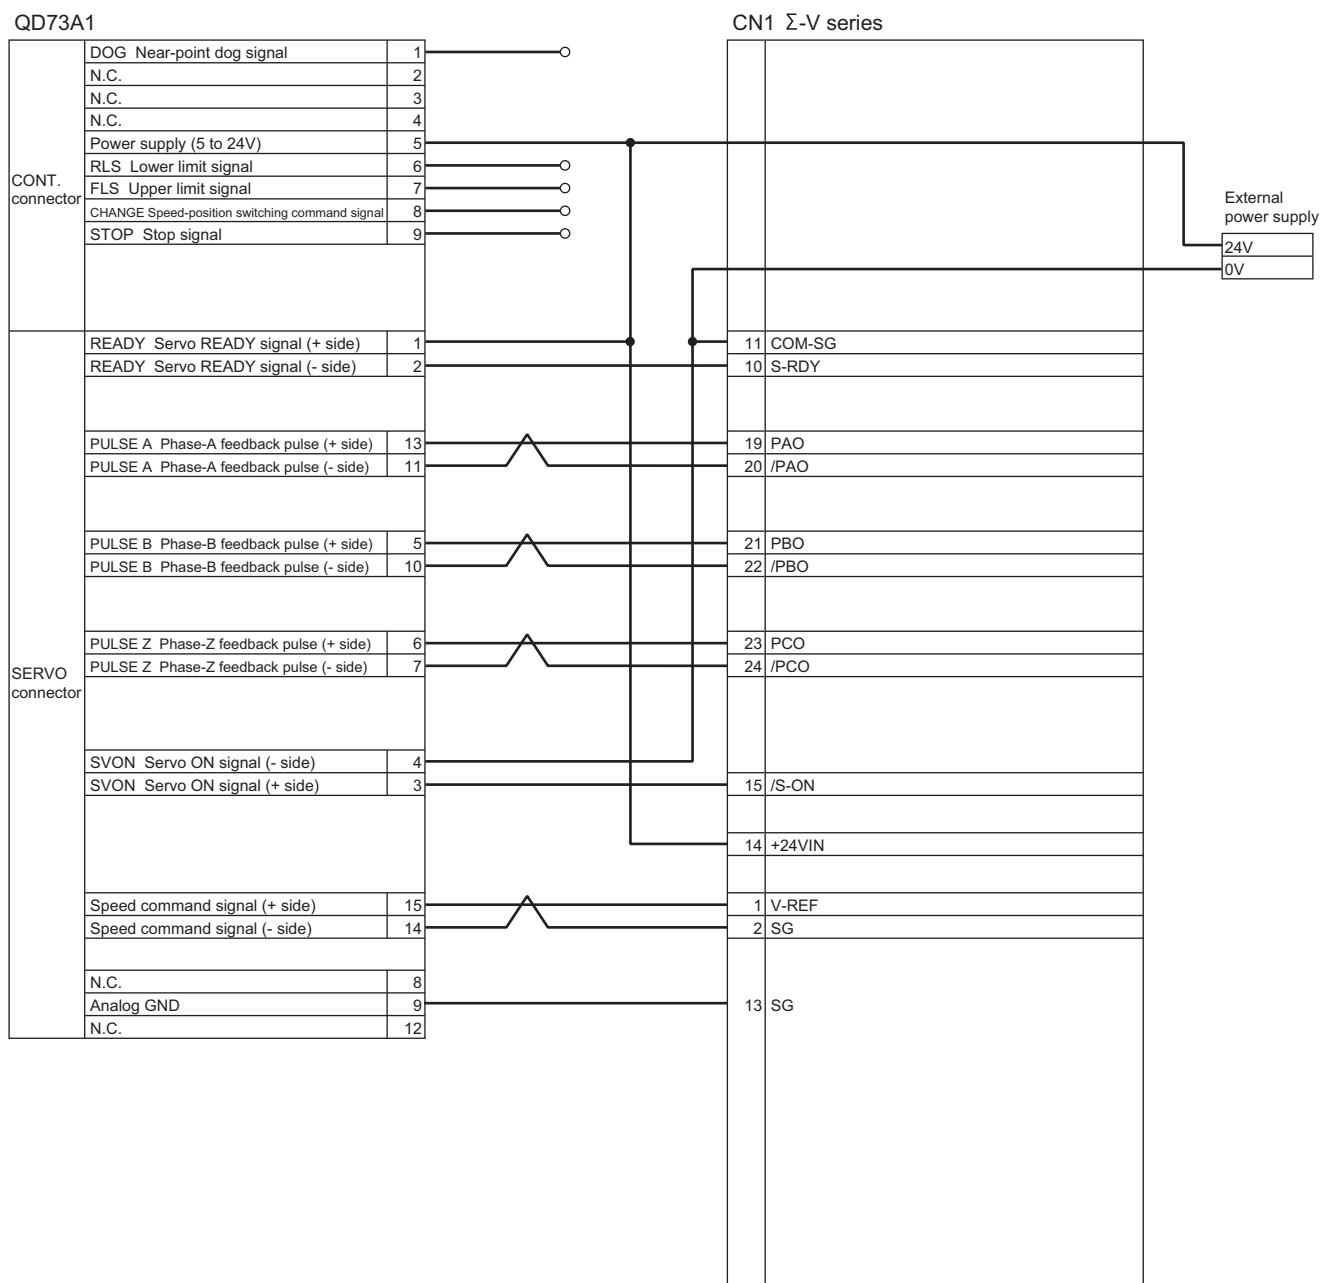 QD73A1
CN1 Σ-V series
DOG Near-point dog signal 1
N.C. 2
N.C. 3
N.C. 4
Power supply (5 to 24V) 5
RLS Lower limit signal 6
CONT.
connector
FLS Upper limit signal 7
CHANGE Speed-position switching command signal 8
STOP Stop signal 9
External
power supply
24V
0V
READY Servo READY signal (+ side) 1 11 COM-SG
READY Servo READY signal (- side) 2 10 S-RDY
PULSE A Phase-A feedback pulse (+ side) 13 19 PAO
PULSE A Phase-A feedback pulse (- side) 11 20 /PAO
PULSE B Phase-B feedback pulse (+ side) 5 21 PBO
PULSE B Phase-B feedback pulse (- side) 10 22 /PBO
PULSE Z Phase-Z feedback pulse (+ side) 6 23 PCO
PULSE Z Phase-Z feedback pulse (- side) 7 24 /PCO
SERVO
connector
SVON Servo ON signal (- side) 4
SVON Servo ON signal (+ side) 3 15 /S-ON
14 +24VIN
Speed command signal (+ side) 15 1 V-REF
Speed command signal (- side) 14 2 SG
N.C. 8
Analog GND 9 13 SG
N.C. 12